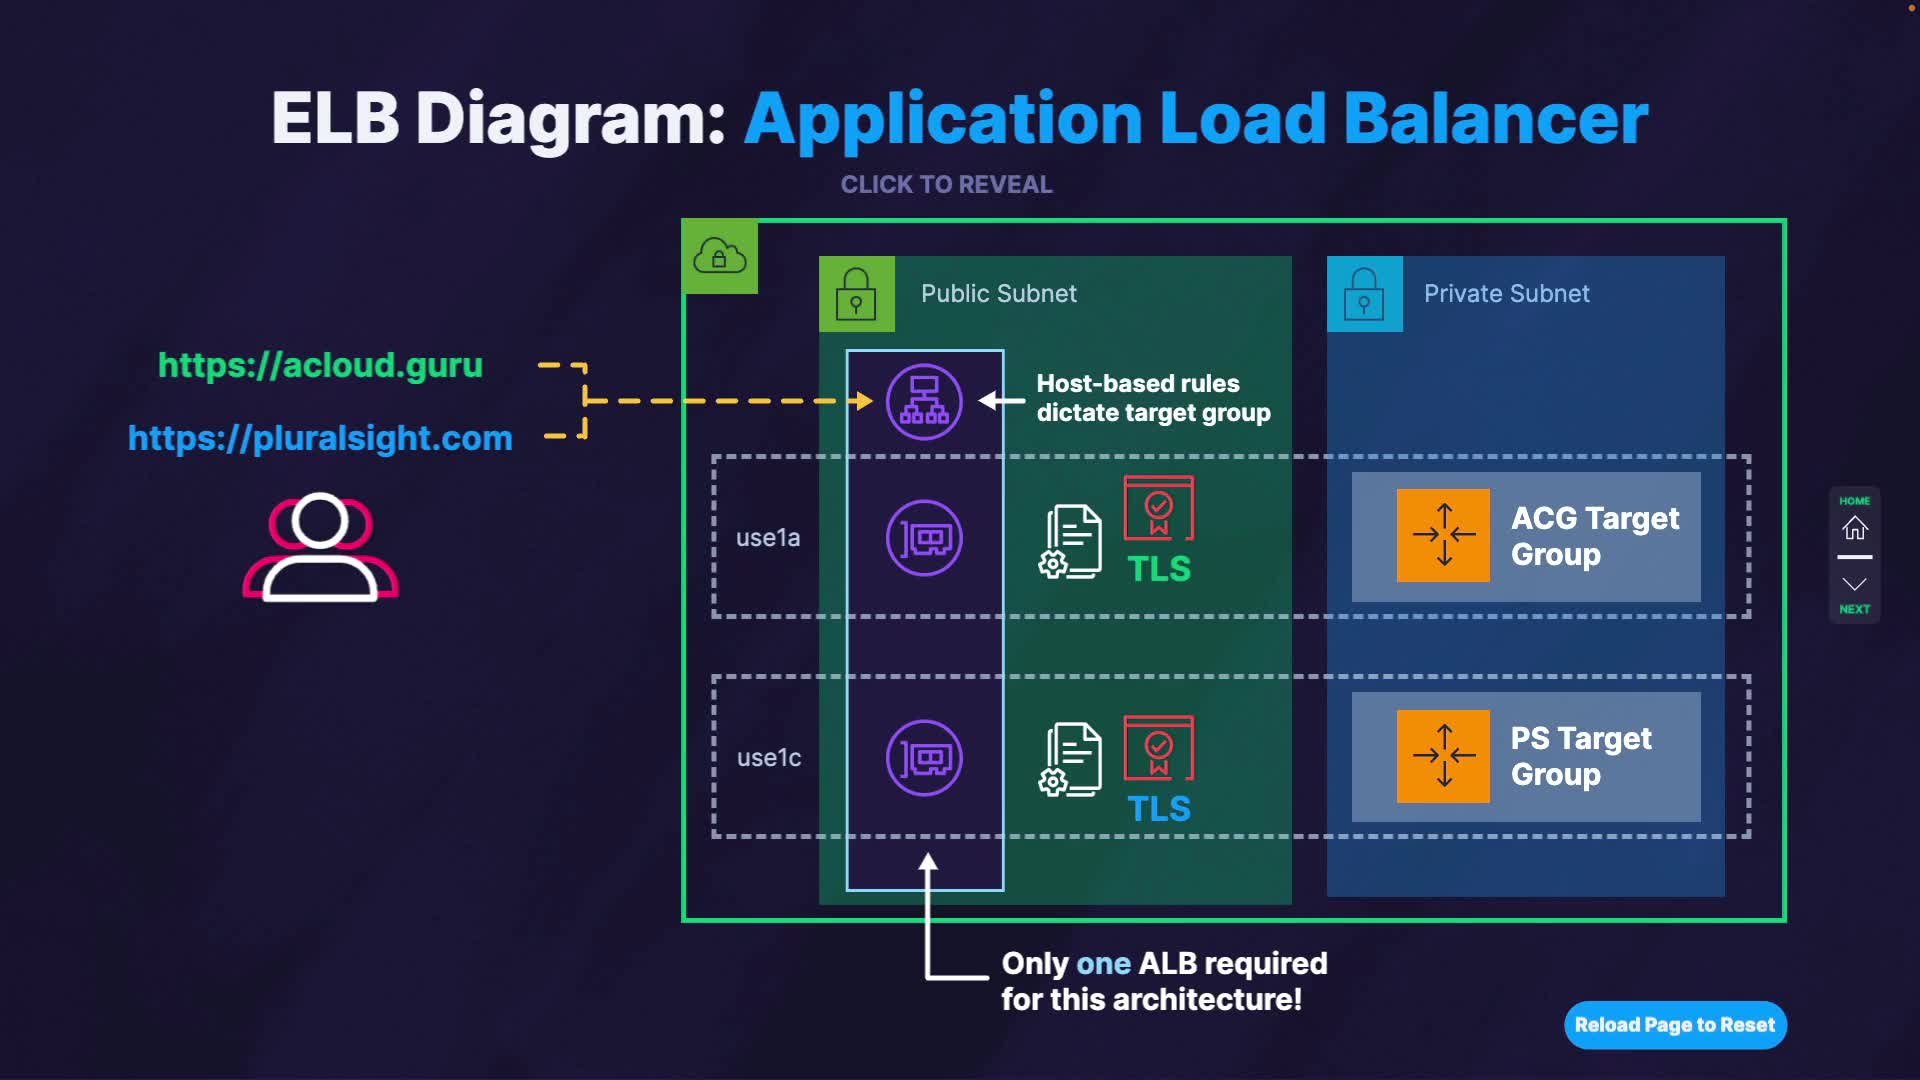 ELB Diagram: Application Load Balancer
CLICK TO REVEAL
Public Subnet
Private Subnet
https://acloud.guru
https://pluralsight.com
Host-based rules
dictate target group
use1a
TLS
ACG Target
Group
use1c
TLS
PS Target
Group
Only one ALB required
for this architecture!
HOME
NEXT
Reload Page to Reset